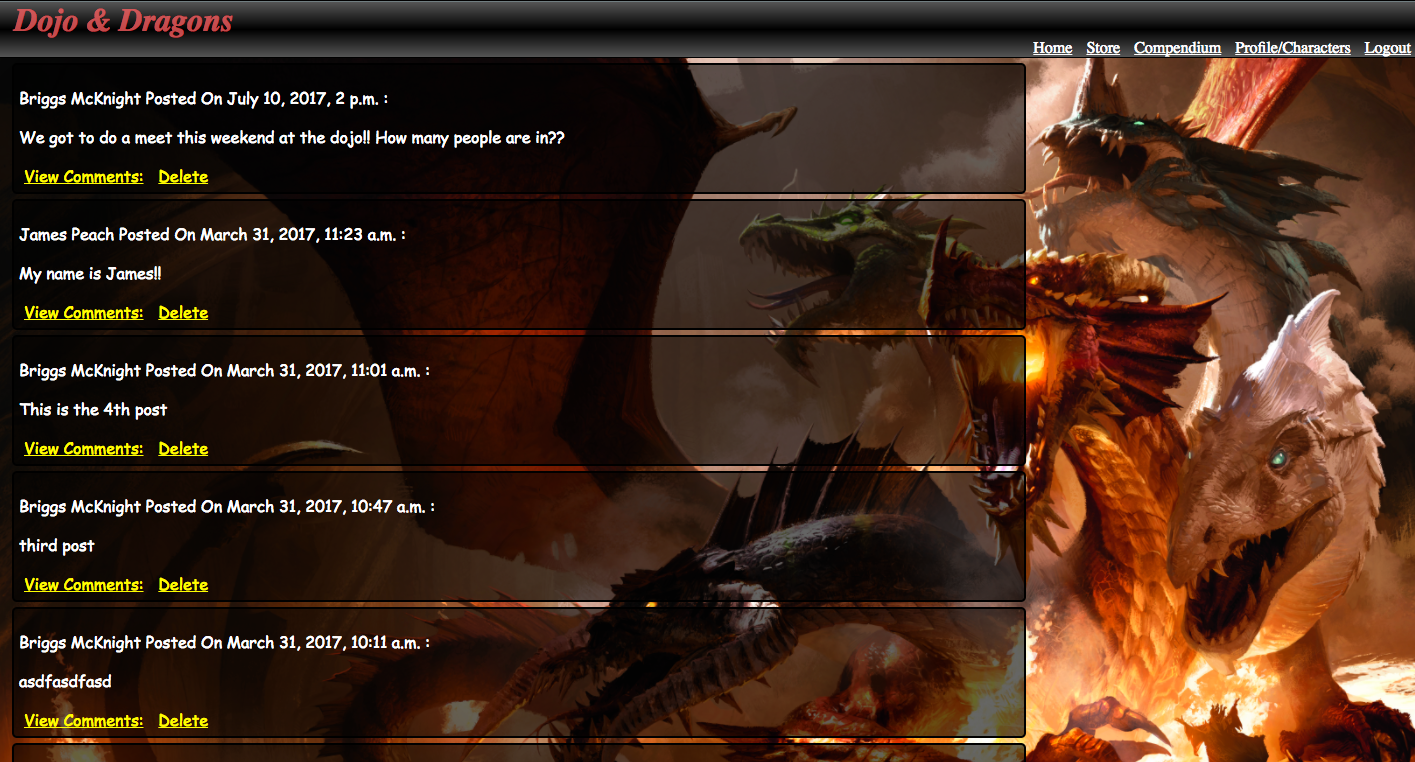 Dojo & Dragons
Home Store Compendium Profile/Characters Logout
Briggs McKnight Posted On July 10, 2017, 2 p.m. :
We got to do a meet this weekend at the dojo!! How many people are in??
View Comments: Delete
James Peach Posted On March 31, 2017, 11:23 a.m. :
My name is James!!
View Comments: Delete
Briggs McKnight Posted On March 31, 2017, 11:01 a.m. :
This is the 4th post
View Comments: Delete
Briggs McKnight Posted On March 31, 2017, 10:47 a.m. :
third post
View Comments: Delete
Briggs McKnight Posted On March 31, 2017, 10:11 a.m. :
asdfasdfasd
View Comments: Delete